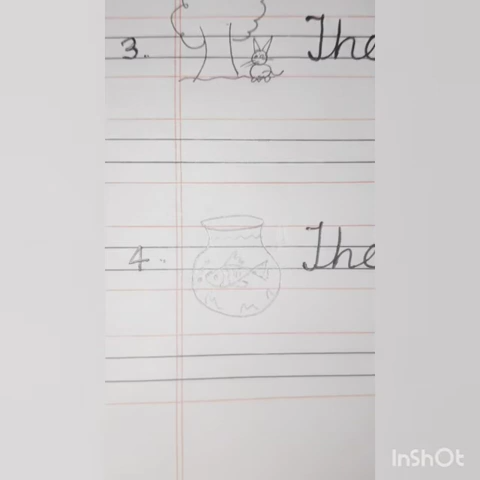 3. The
4. The
InShOt